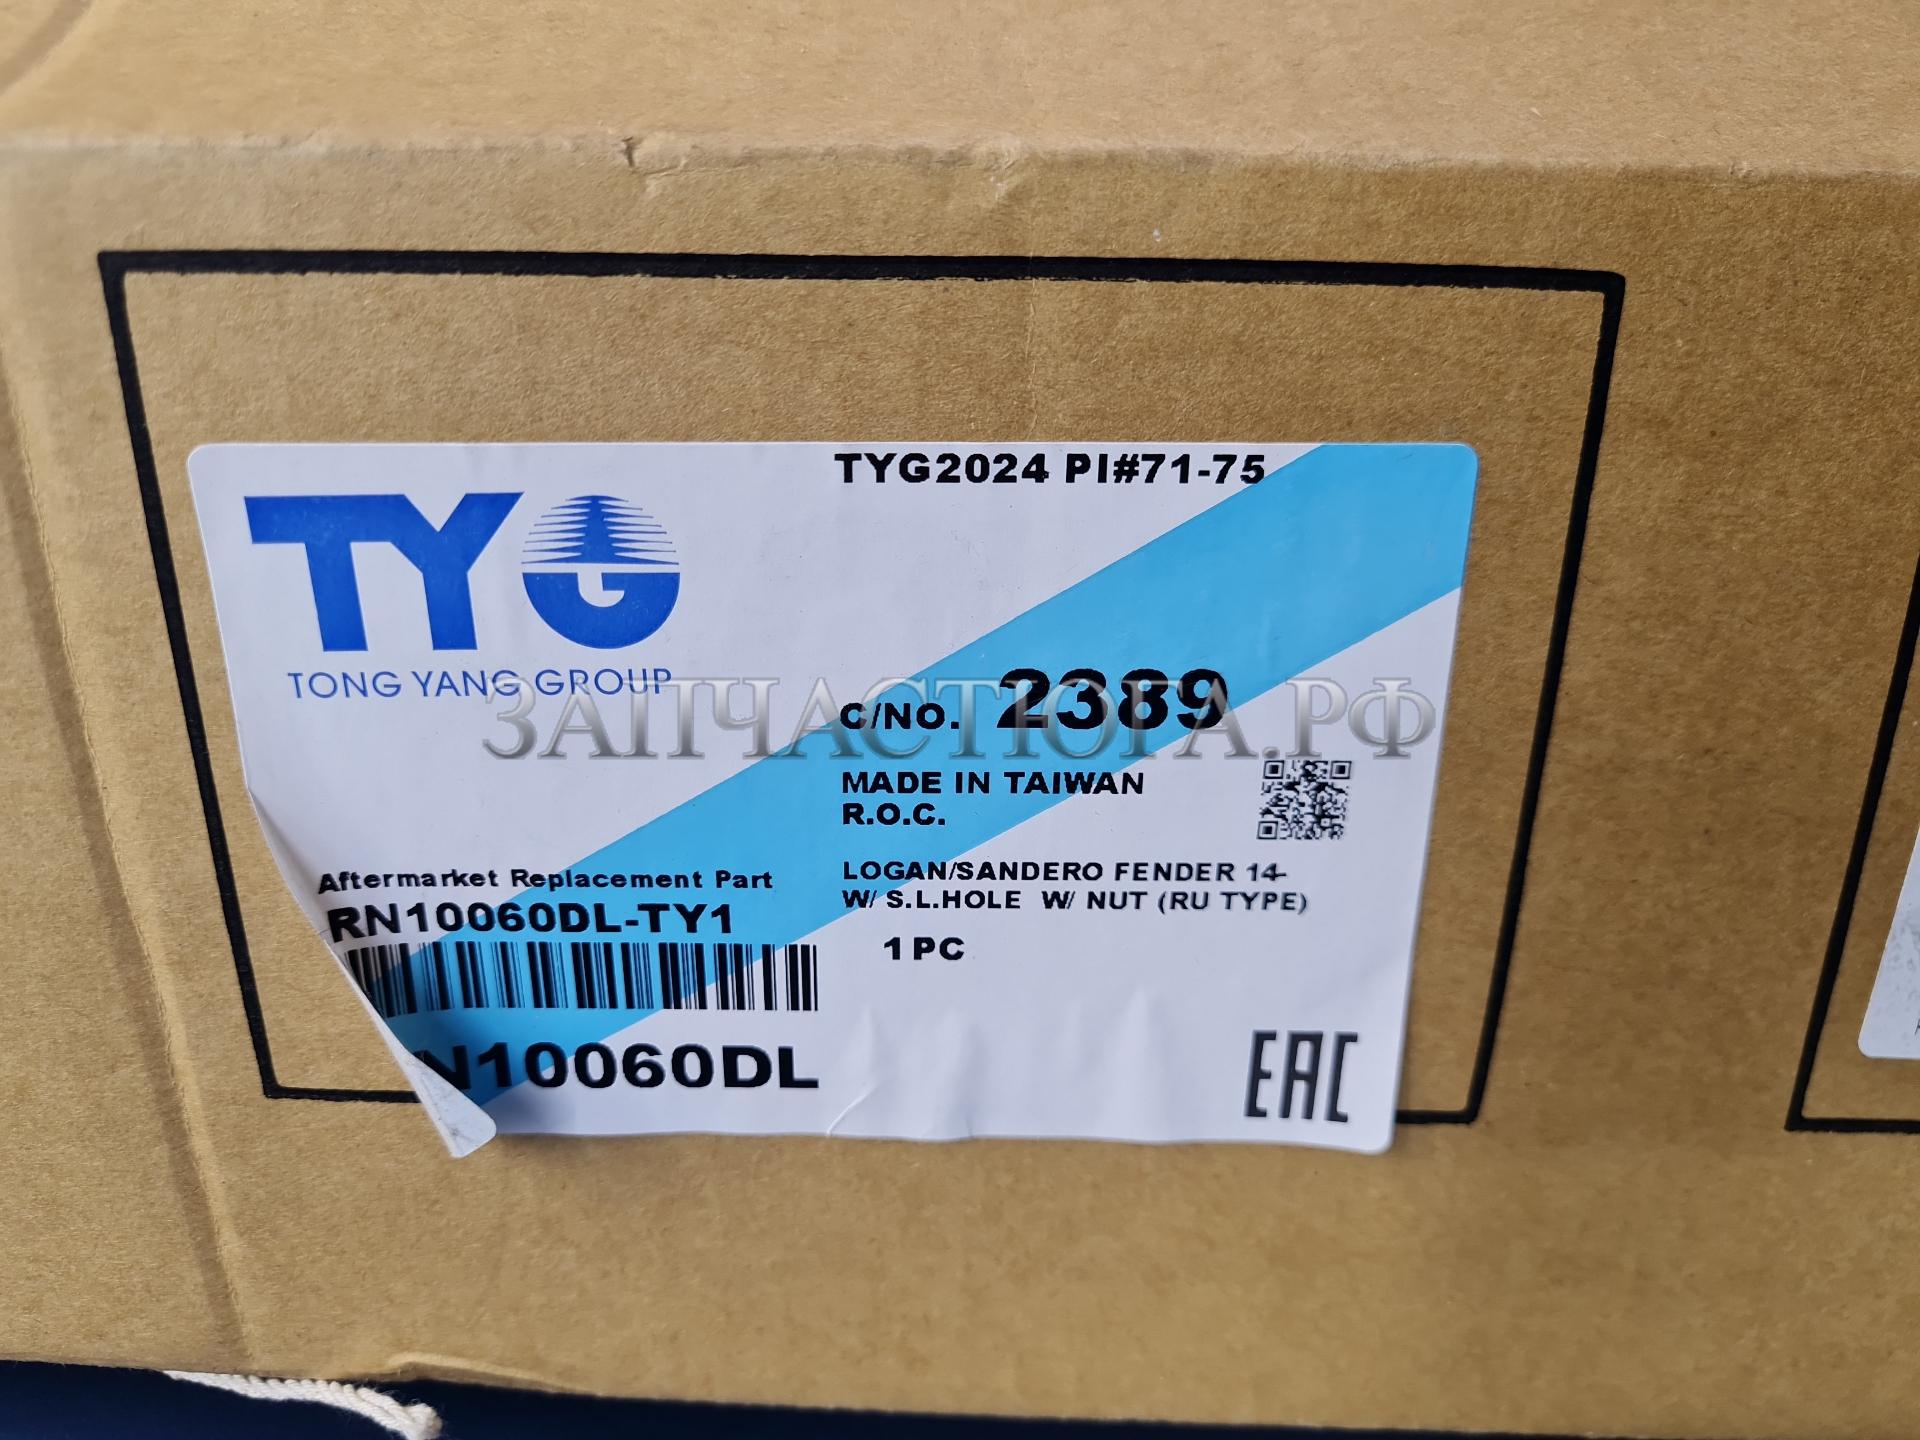 TYG2024 PI#71-75
TYG
TONG YANG GROUP
ЗАПЧАСТЮГА.РФ
C/NO. 2389
MADE IN TAIWAN
R.O.C.
Aftermarket Replacement Part
RN10060DL-TY1
LOGAN/SANDERO FENDER 14-
W/ S.L.HOLE W/ NUT (RU TYPE)
1 PC
N10060DL
EAC